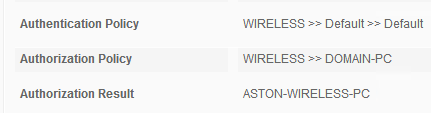 Authentication Policy WIRELESS >> Default >> Default
Authorization Policy WIRELESS >> DOMAIN-PC
Authorization Result ASTON-WIRELESS-PC